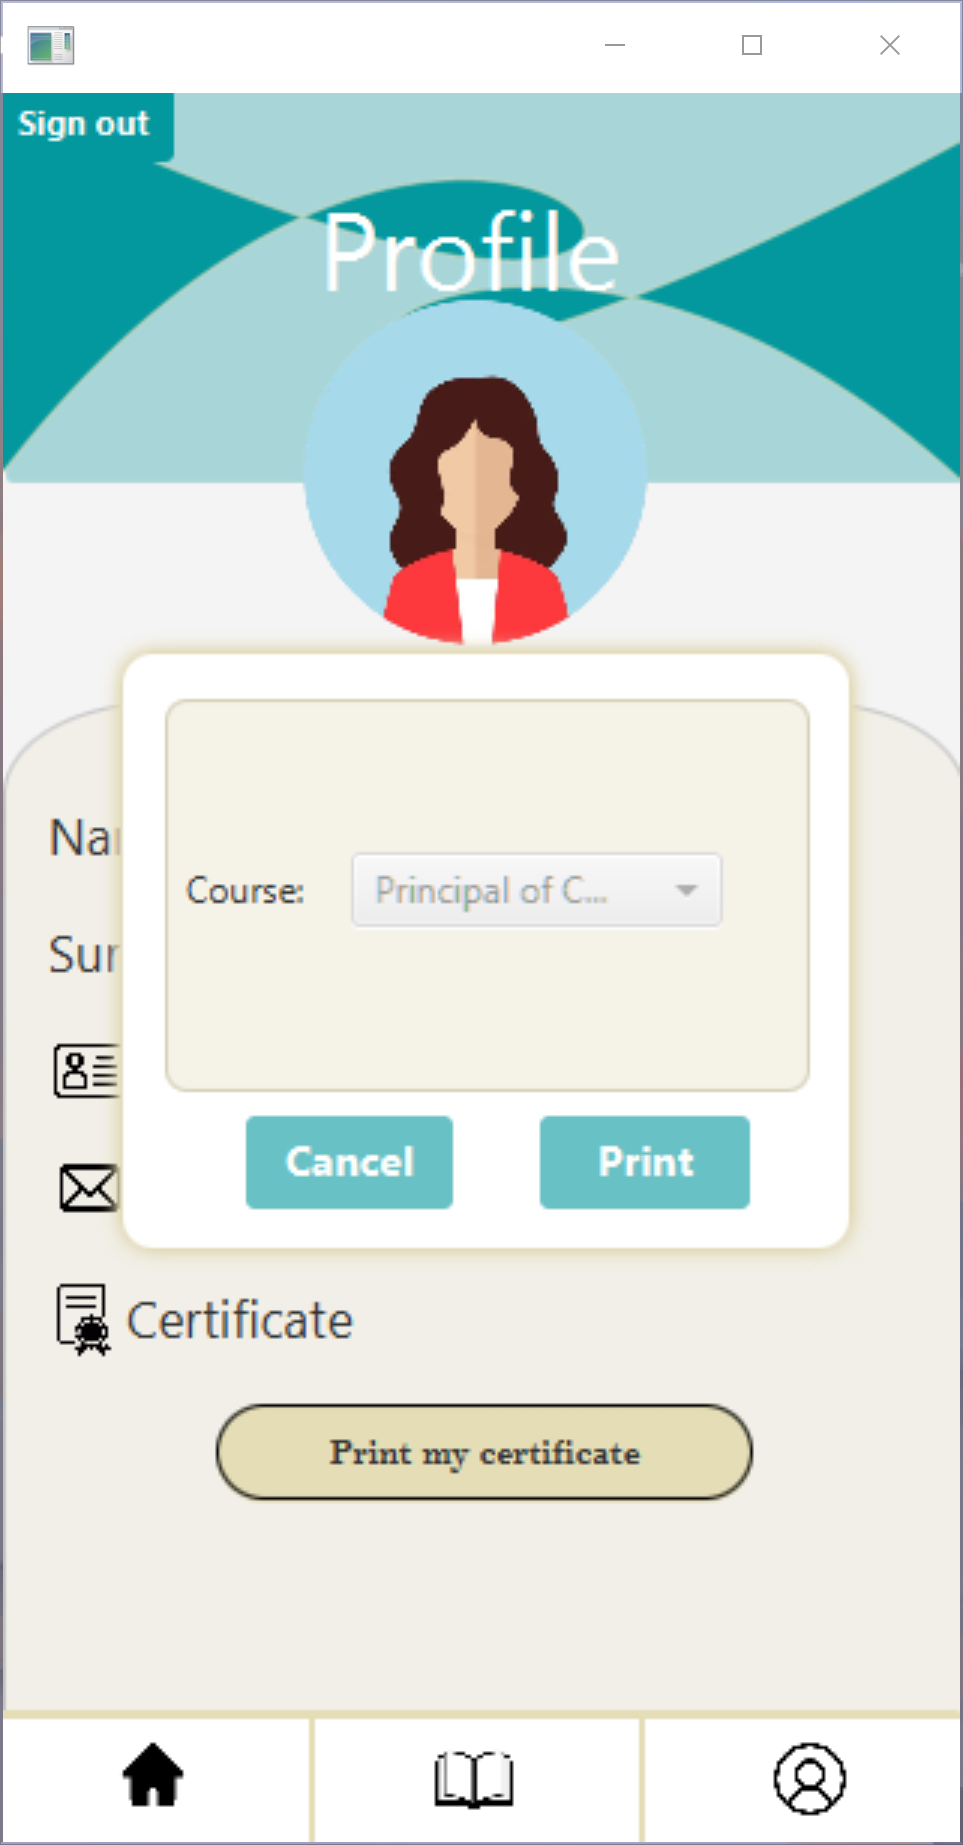 Sign out
Profile
Course:
Principal of C...
Cancel
Print
Certificate
Print my certificate